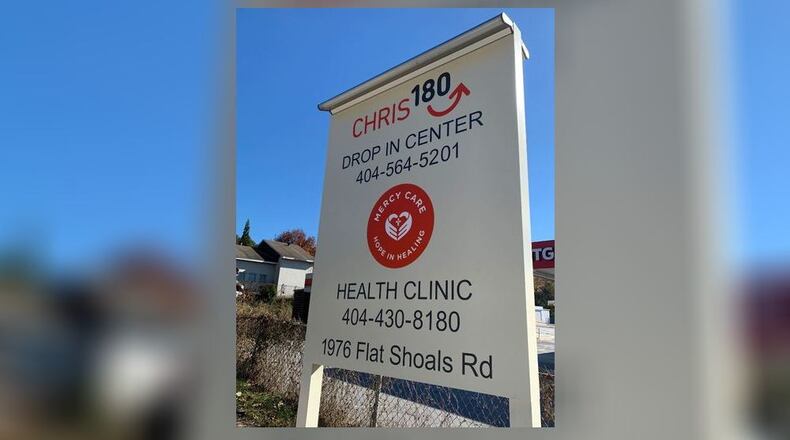 CHRIS 180
DROP IN CENTER
404-564-5201
MERCY CARE
HOPE IN HEALING
HEALTH CLINIC
404-430-8180
1976 Flat Shoals Rd
TG